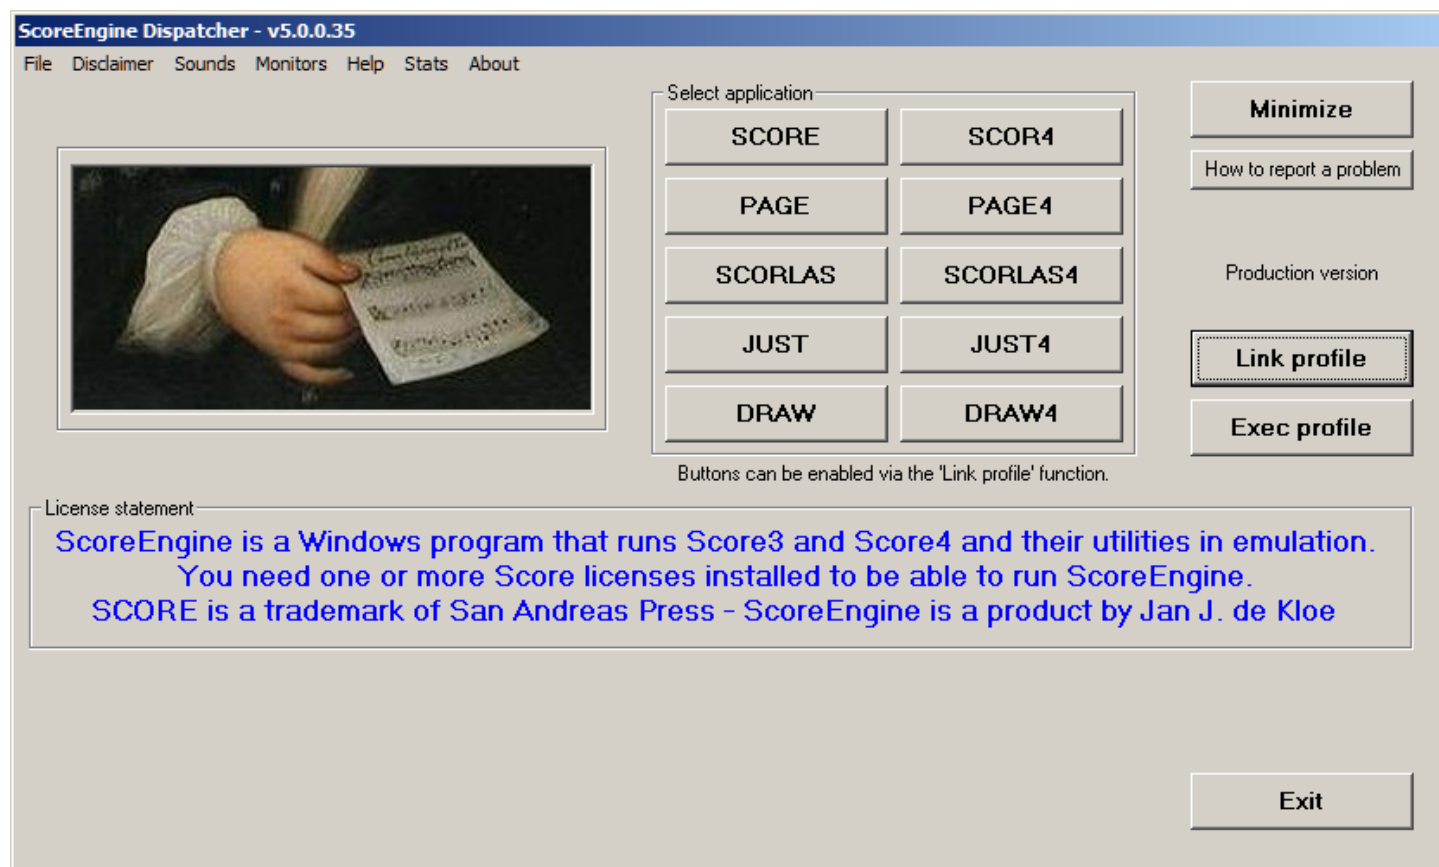 ScoreEngine Dispatcher - v5.0.0.35
File Disclaimer Sounds Monitors Help Stats About
Select application
SCORE SCOR4
PAGE PAGE4
SCORLAS SCORLAS4
JUST JUST4
DRAW DRAW4
Buttons can be enabled via the 'Link profile' function.
Minimize
How to report a problem
Production version
Link profile
Exec profile
License statement
ScoreEngine is a Windows program that runs Score3 and Score4 and their utilities in emulation.
You need one or more Score licenses installed to be able to run ScoreEngine.
SCORE is a trademark of San Andreas Press - ScoreEngine is a product by Jan J. de Kloe
Exit